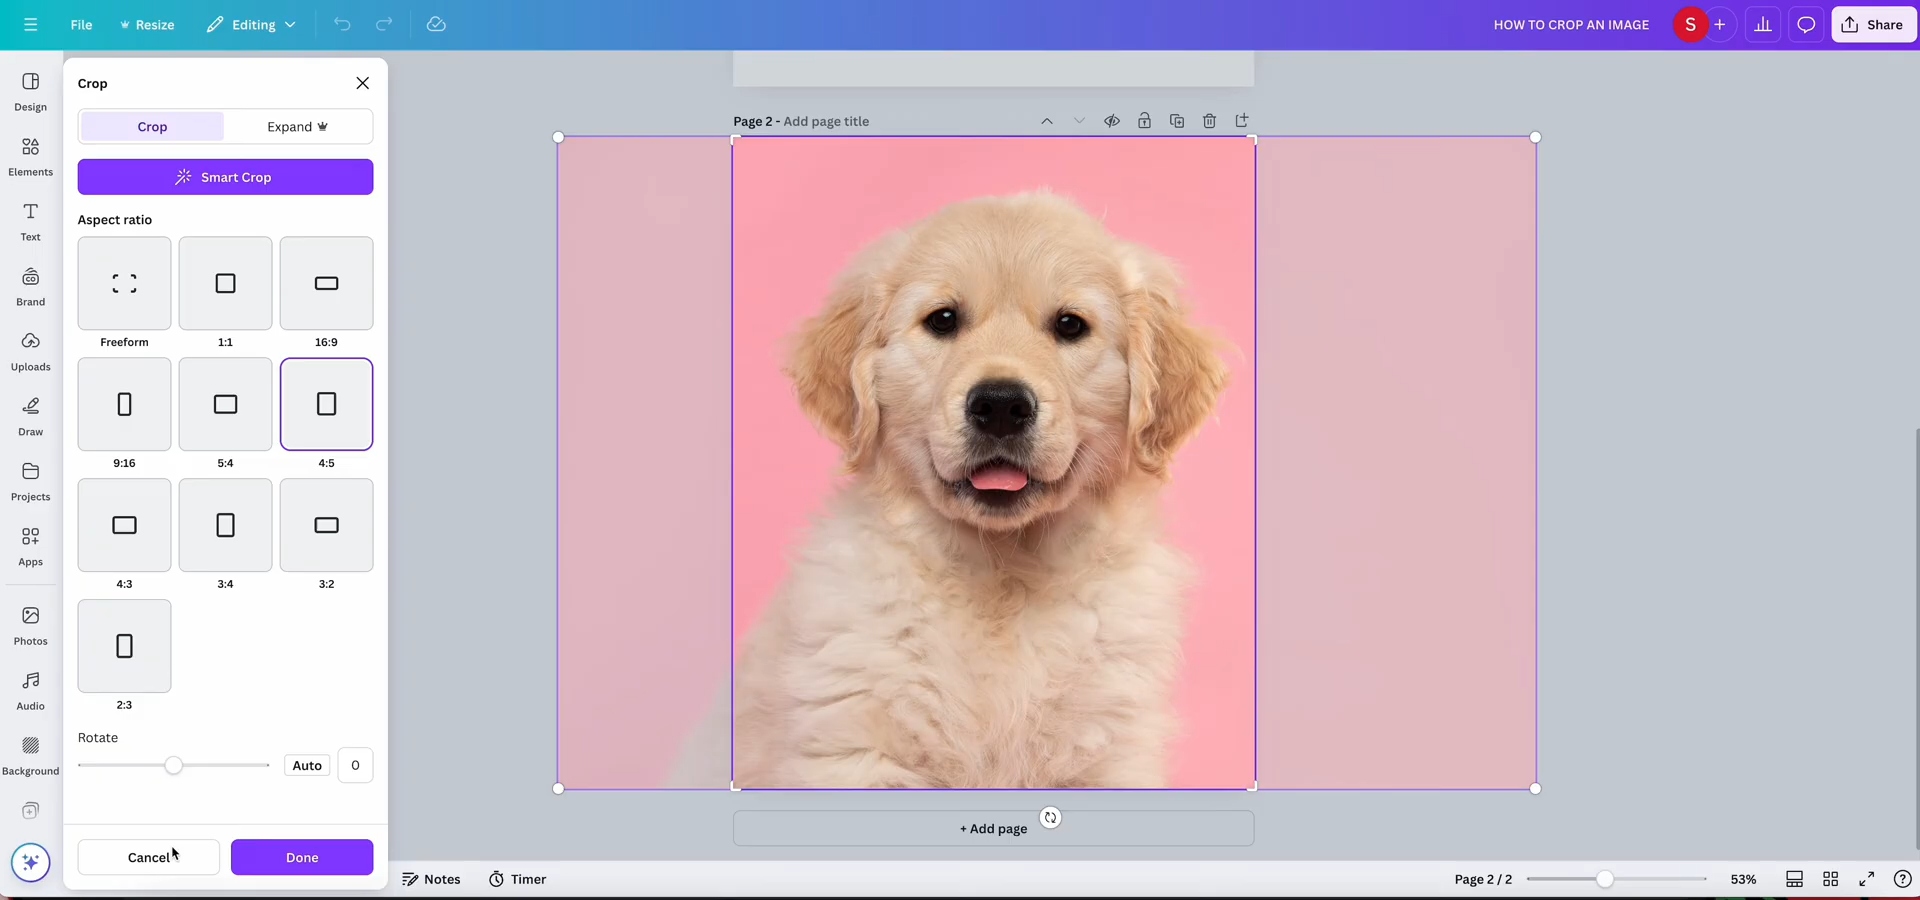 File
Resize
Editing
HOW TO CROP AN IMAGE
S
Share
Design
Elements
Text
CO
Brand
Uploads
Draw
Projects
Apps
Photos
Audio
Background
Crop
Crop
Expand
Smart Crop
Aspect ratio
Freeform
1:1
16:9
9:16
5:4
4:5
4:3
3:4
3:2
2:3
Rotate
Auto
0
Cancel
Done
Page 2 - Add page title
+ Add page
Notes
Timer
Page 2 / 2
53%
?